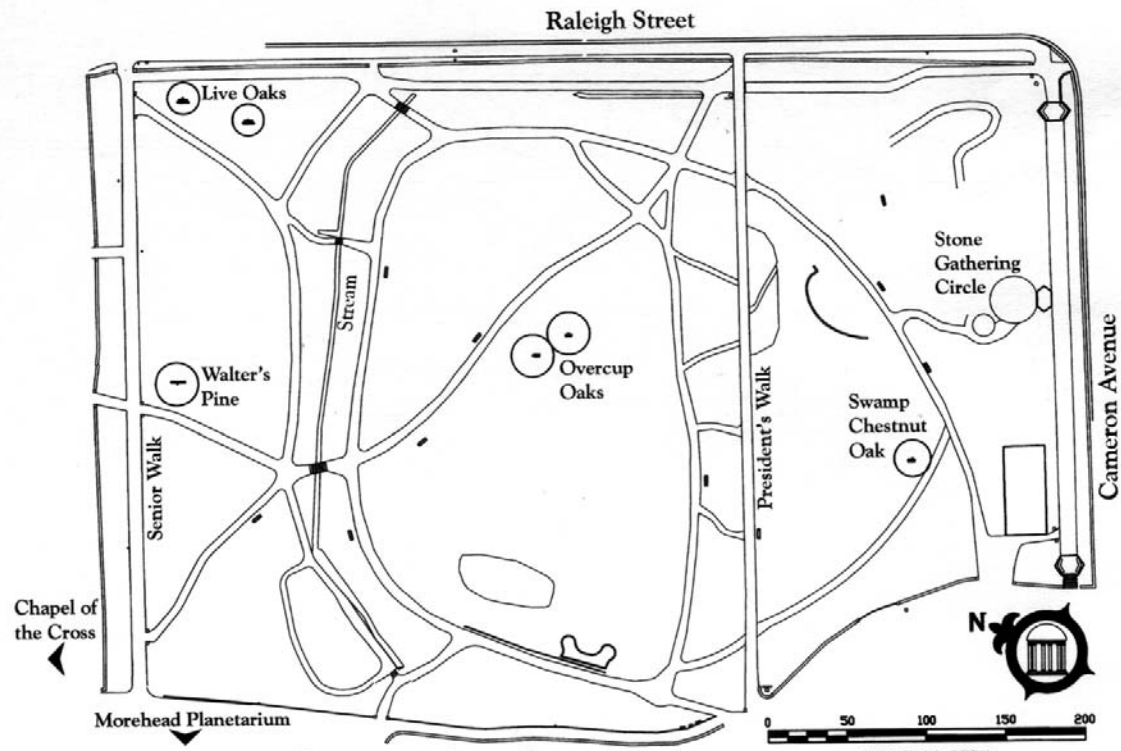 Raleigh Street
Live Oaks
Stone
Gathering
Circle
Stream
Overcup
Oaks
Walter's
Pine
Swamp
Chestnut
Oak
President's Walk
Cameron Avenue
Senior Walk
Chapel of
the Cross
N
Morehead Planetarium
0 50 100 150 200